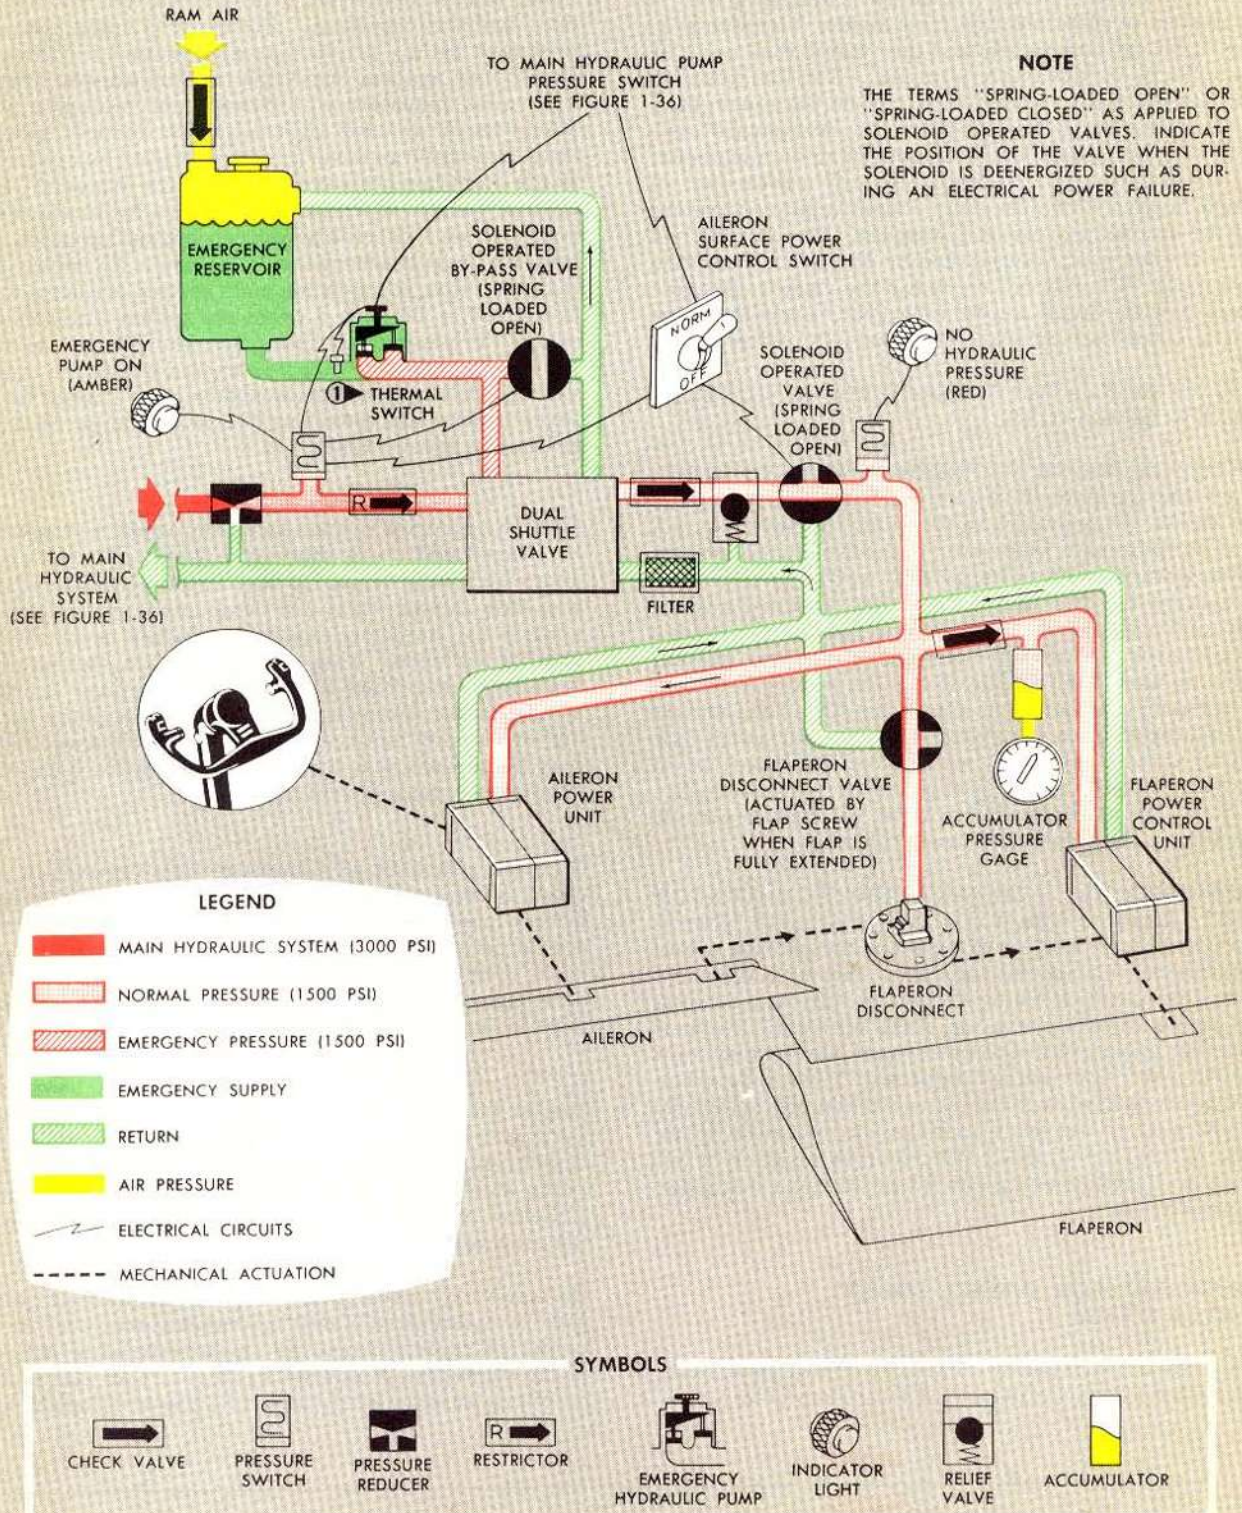 RAM AIR
TO MAIN HYDRAULIC PUMP
PRESSURE SWITCH
(SEE FIGURE 1-36)
NOTE
THE TERMS "SPRING-LOADED OPEN" OR
"SPRING-LOADED CLOSED" AS APPLIED TO
SOLENOID OPERATED VALVES. INDICATE
THE POSITION OF THE VALVE WHEN THE
SOLENOID IS DEENERGIZED SUCH AS DUR-
ING AN ELECTRICAL POWER FAILURE.
EMERGENCY
RESERVOIR
SOLENOID
OPERATED
BY-PASS VALVE
(SPRING
LOADED
OPEN)
AILERON
SURFACE POWER
CONTROL SWITCH
NORM
OFF
EMERGENCY
PUMP ON
(AMBER)
1
THERMAL
SWITCH
SOLENOID
OPERATED
VALVE
(SPRING
LOADED
OPEN)
NO
HYDRAULIC
PRESSURE
(RED)
R
DUAL
SHUTTLE
VALVE
FILTER
TO MAIN
HYDRAULIC
SYSTEM
(SEE FIGURE 1-36)
AILERON
POWER
UNIT
FLAPERON
DISCONNECT VALVE
(ACTUATED BY
FLAP SCREW
WHEN FLAP IS
FULLY EXTENDED)
ACCUMULATOR
PRESSURE
GAGE
FLAPERON
POWER
CONTROL
UNIT
FLAPERON
DISCONNECT
AILERON
FLAPERON
LEGEND
MAIN HYDRAULIC SYSTEM (3000 PSI)
NORMAL PRESSURE (1500 PSI)
EMERGENCY PRESSURE (1500 PSI)
EMERGENCY SUPPLY
RETURN
AIR PRESSURE
ELECTRICAL CIRCUITS
MECHANICAL ACTUATION
SYMBOLS
CHECK VALVE
PRESSURE
SWITCH
PRESSURE
REDUCER
R
RESTRICTOR
EMERGENCY
HYDRAULIC PUMP
INDICATOR
LIGHT
RELIEF
VALVE
ACCUMULATOR